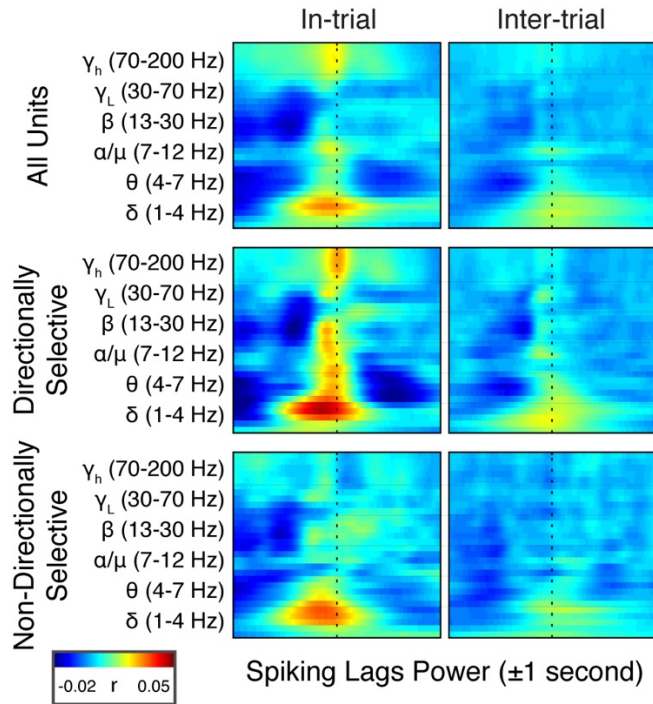 In-trial Inter-trial
All Units
γh (70-200 Hz)
γL (30-70 Hz)
β (13-30 Hz)
α/μ (7-12 Hz)
θ (4-7 Hz)
δ (1-4 Hz)
Directionally
Selective
γh (70-200 Hz)
γL (30-70 Hz)
β (13-30 Hz)
α/μ (7-12 Hz)
θ (4-7 Hz)
δ (1-4 Hz)
Non-Directionally
Selective
γh (70-200 Hz)
γL (30-70 Hz)
β (13-30 Hz)
α/μ (7-12 Hz)
θ (4-7 Hz)
δ (1-4 Hz)
-0.02 r 0.05
Spiking Lags Power (±1 second)